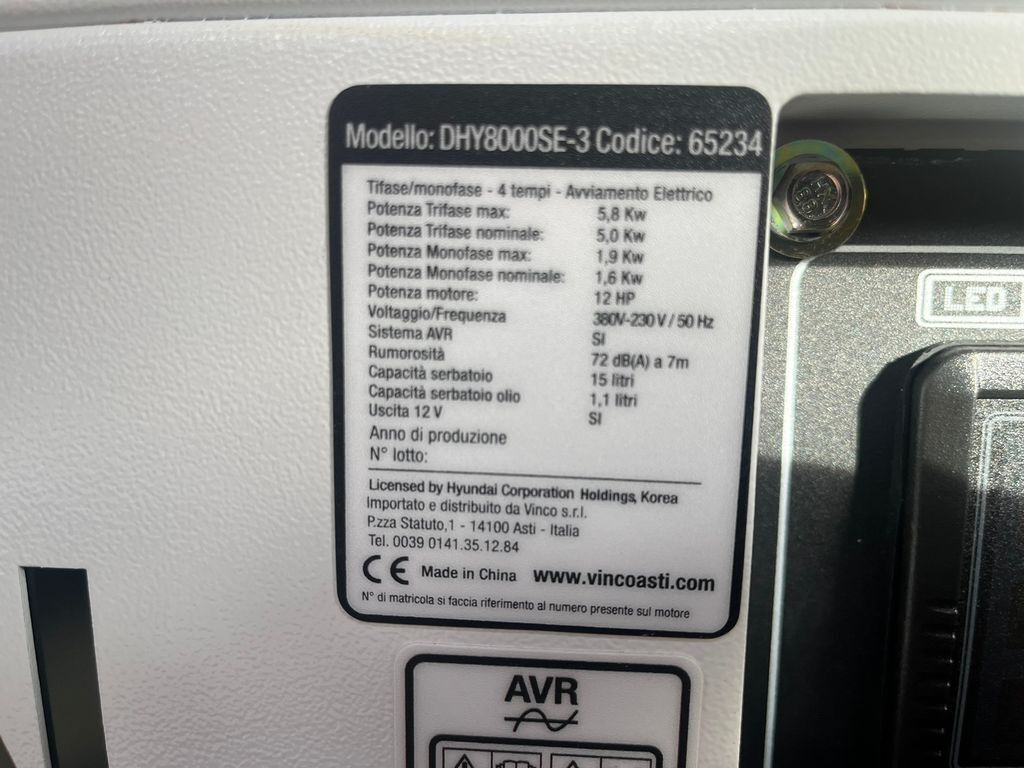 Modello: DHY8000SE-3 Codice: 65234
Tifase/monofase - 4 tempi - Avviamento Elettrico
Potenza Trifase max: 5,8 Kw
Potenza Trifase nominale: 5,0 Kw
Potenza Monofase max: 1,9 Kw
Potenza Monofase nominale: 1,6 Kw
Potenza motore: 12 HP
Voltaggio/Frequenza 380V-230 V / 50 Hz
Sistema AVR SI
Rumorosità 72 dB(A) a 7m
Capacità serbatoio 15 litri
Capacità serbatoio olio 1,1 litri
Uscita 12 V SI
Anno di produzione
N° lotto:
Licensed by Hyundai Corporation Holdings, Korea
Importato e distribuito da Vinco s.r.l.
P.zza Statuto,1 - 14100 Asti - Italia
Tel. 0039 0141.35.12.84
CE Made in China www.vincoasti.com
N° di matricola si faccia riferimento al numero presente sul motore
AVR
LED